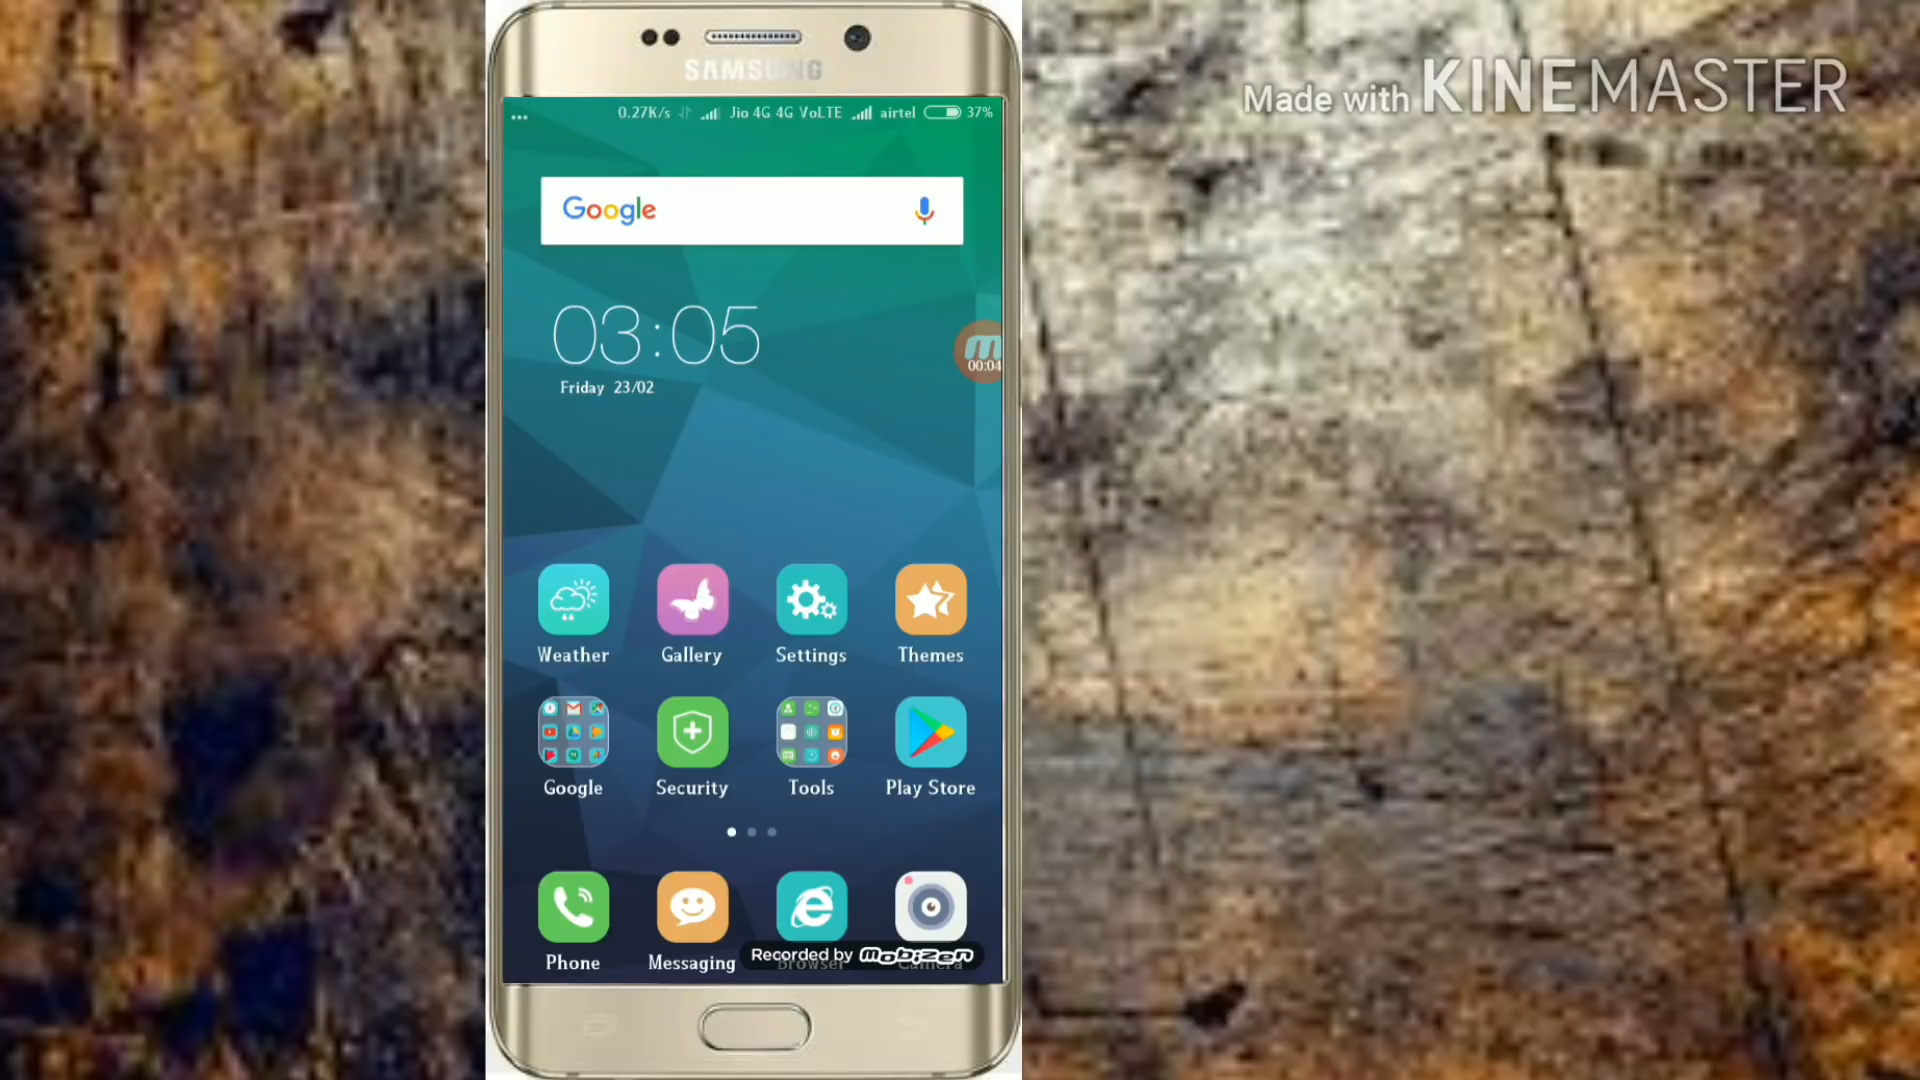 Made with KINEMASTER
SAMSUNG
... 0.27K/s Jio 4G 4G VoLTE airtel 37%
Google
03:05
00:04
Friday 23/02
Weather Gallery Settings Themes
Google Security Tools Play Store
Phone Messaging Browser Camera
Recorded by mobizen